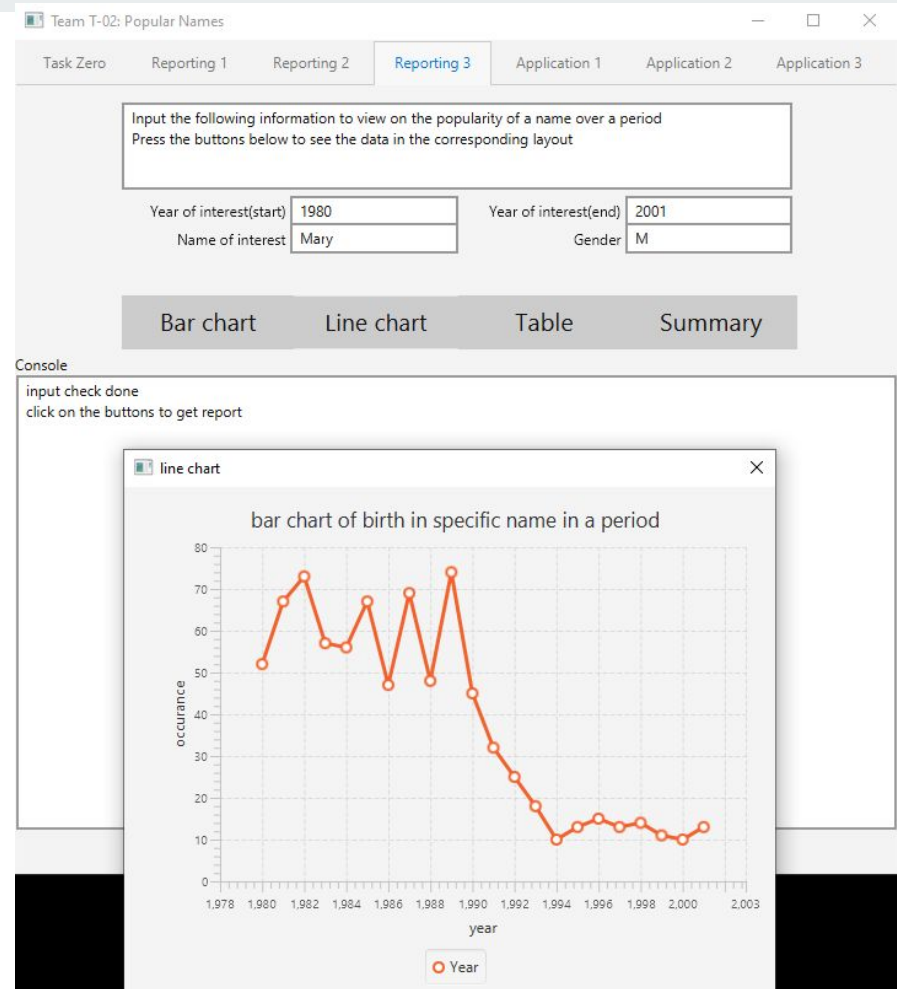 Team T-02: Popular Names
Task Zero Reporting 1 Reporting 2 Reporting 3 Application 1 Application 2 Application 3
Input the following information to view on the popularity of a name over a period
Press the buttons below to see the data in the corresponding layout
Year of interest(start) 1980 Year of interest(end) 2001
Name of interest Mary Gender M
Bar chart Line chart Table Summary
Console
input check done
click on the buttons to get report
line chart
bar chart of birth in specific name in a period
80
70
60
50
40
30
20
10
0
occurance
1,978 1,980 1,982 1,984 1,986 1,988 1,990 1,992 1,994 1,996 1,998 2,000 2,003
year
Year